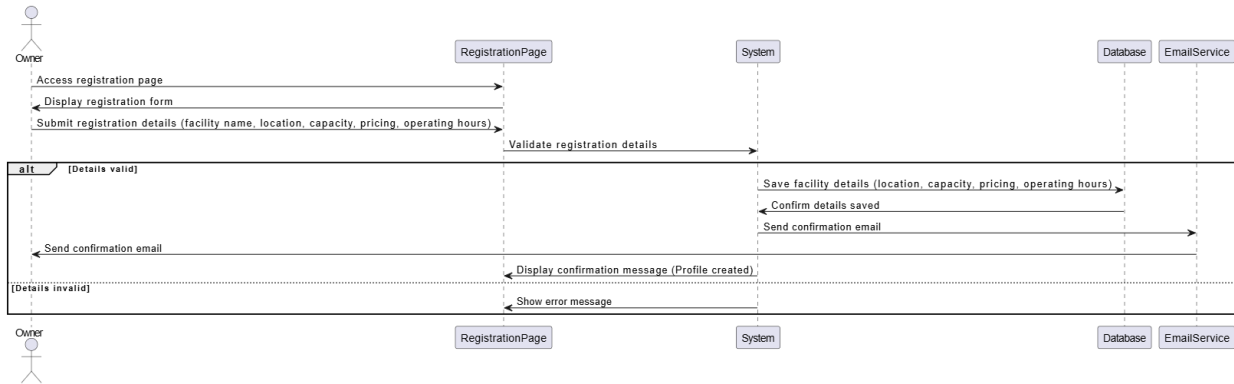 Owner
RegistrationPage
System
Database
EmailService
Access registration page
Display registration form
Submit registration details (facility name, location, capacity, pricing, operating hours)
Validate registration details
alt
[Details valid]
Save facility details (location, capacity, pricing, operating hours)
Confirm details saved
Send confirmation email
Send confirmation email
Display confirmation message (Profile created)
[Details invalid]
Show error message
Owner
RegistrationPage
System
Database
EmailService